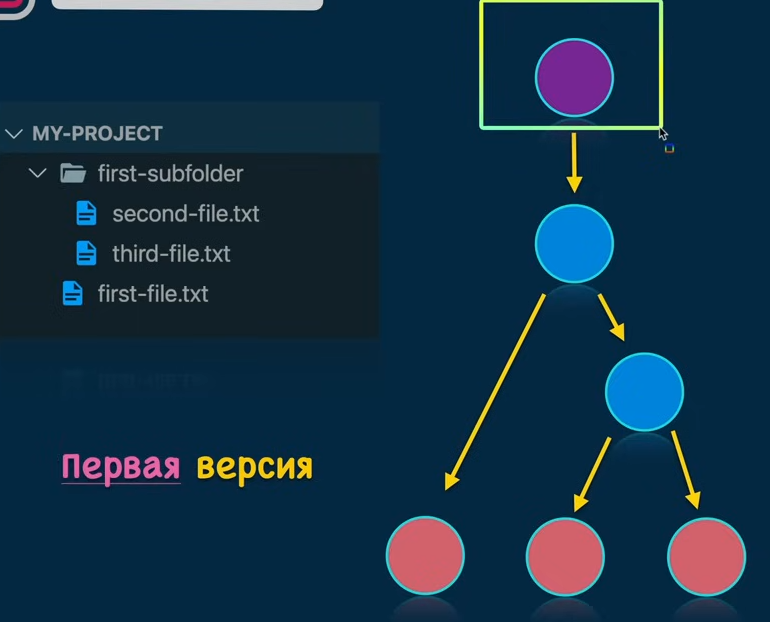 MY-PROJECT
first-subfolder
second-file.txt
third-file.txt
first-file.txt
Первая версия